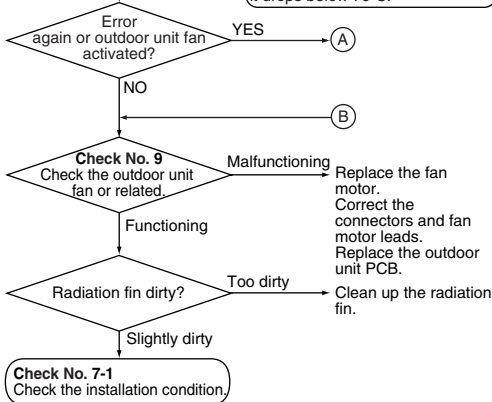 Error
again or outdoor unit fan
activated?
YES
A
NO
B
Check No. 9
Check the outdoor unit
fan or related.
Malfunctioning
Replace the fan
motor.
Correct the
connectors and fan
motor leads.
Replace the outdoor
unit PCB.
Functioning
Radiation fin dirty?
Too dirty
Clean up the radiation
fin.
Slightly dirty
Check No. 7-1
Check the installation condition.